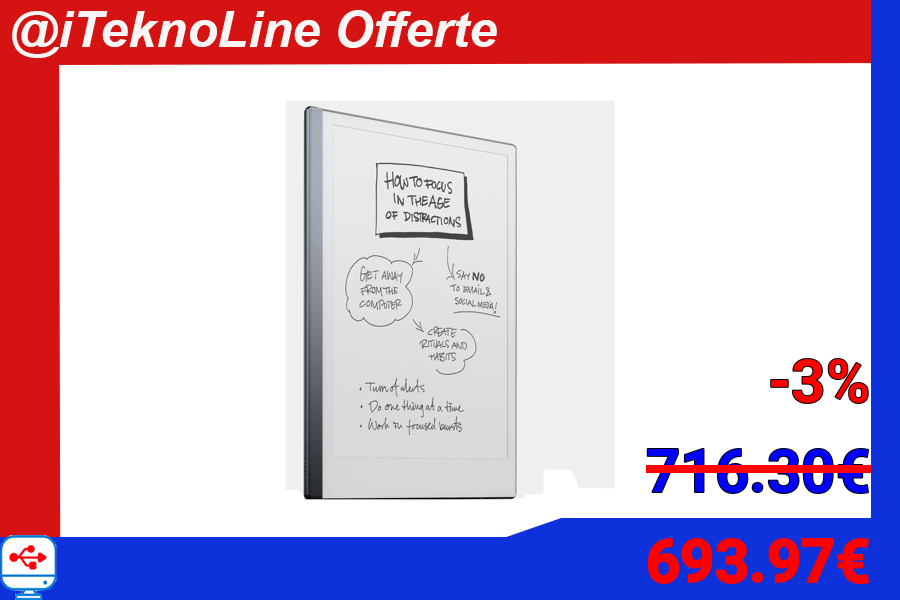 @iTeknoLine Offerte
HOW TO FOCUS
IN THE AGE
OF DISTRACTIONS
GET AWAY
FROM THE
COMPUTER
SAY NO
TO EMAIL &
SOCIAL MEDIA!
CREATE
RITUALS AND
HABITS
• Turn off alerts
• Do one thing at a time
• Work in focused bursts
-3%
716.30€
693.97€